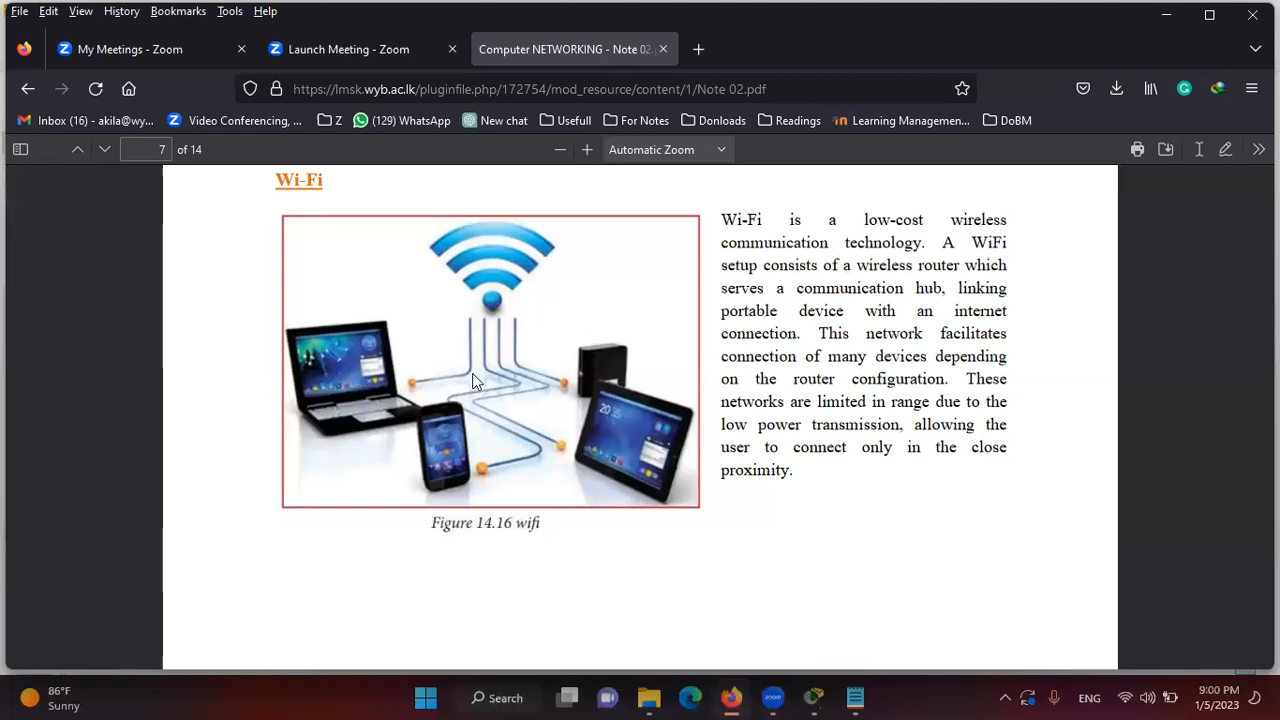 File Edit View History Bookmarks Tools Help
My Meetings - Zoom
Launch Meeting - Zoom
Computer NETWORKING - Note 02.
https://lmsk.wyb.ac.lk/pluginfile.php/172754/mod_resource/content/1/Note 02.pdf
Inbox (16) - akila@wy...
Video Conferencing, ...
Z
(129) WhatsApp
New chat
Usefull
For Notes
Donloads
Readings
Learning Managemen...
DoBM
7 of 14
Automatic Zoom
Wi-Fi
Wi-Fi is a low-cost wireless
communication technology. A WiFi
setup consists of a wireless router which
serves a communication hub, linking
portable device with an internet
connection. This network facilitates
connection of many devices depending
on the router configuration. These
networks are limited in range due to the
low power transmission, allowing the
user to connect only in the close
proximity.
20 35
Figure 14.16 wifi
86°F
Sunny
Search
ENG
9:00 PM
1/5/2023